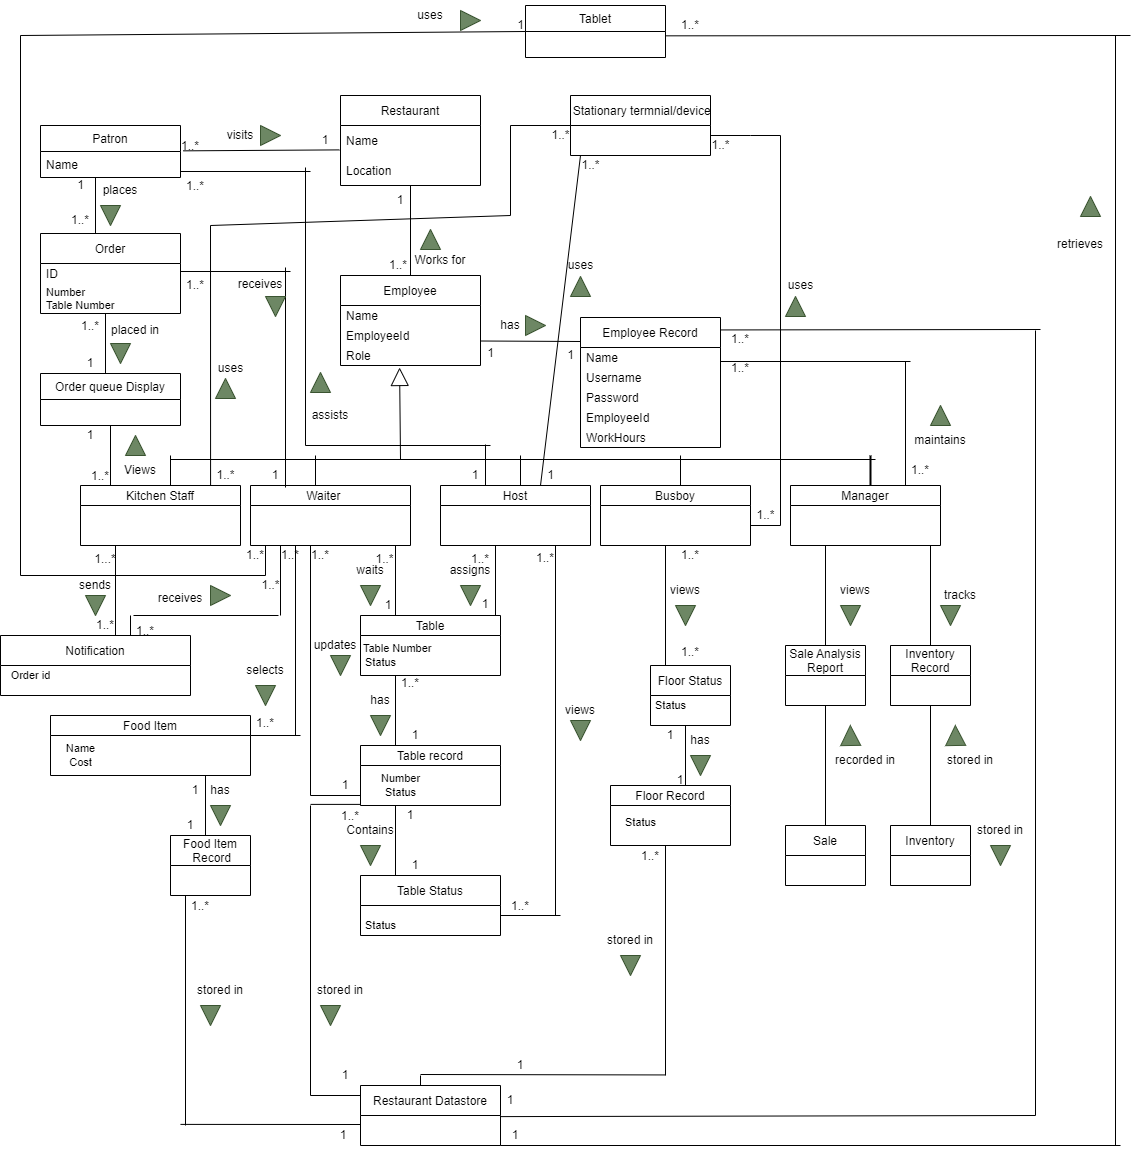 uses
1
Tablet
1..*
Restaurant
Name
Location
Stationary termnial/device
1..*
1..*
1..*
Patron
Name
visits
1..*
1
1..*
1
places
1..*
1
retrieves
Order
ID
Number
Table Number
1..*
receives
1..*
Works for
Employee
Name
EmployeeId
Role
uses
uses
has
1
1
Employee Record
Name
Username
Password
EmployeeId
WorkHours
1..*
1..*
1..*
placed in
1
Order queue Display
uses
assists
maintains
1
Views
1..*
1..*
1
1
1
1..*
Kitchen Staff
Waiter
Host
Busboy
Manager
1..*
1...*
1..*
1..*
1..*
1..*
1..*
1..*
1..*
sends
1..*
receives
waits
assigns
views
views
tracks
1
1
1..*
1..*
Notification
Order id
Table
Table Number
Status
updates
1..*
Sale Analysis
Report
Inventory
Record
selects
1..*
Floor Status
Status
1..*
has
views
Food Item
Name
Cost
1
1
has
Table record
Number
Status
recorded in
stored in
1
has
1
1
1
Floor Record
Status
1..*
1
Contains
1
Food Item
Record
Sale
Inventory
stored in
1..*
Table Status
Status
1..*
1..*
stored in
stored in
stored in
1
1
Restaurant Datastore
1
1
1